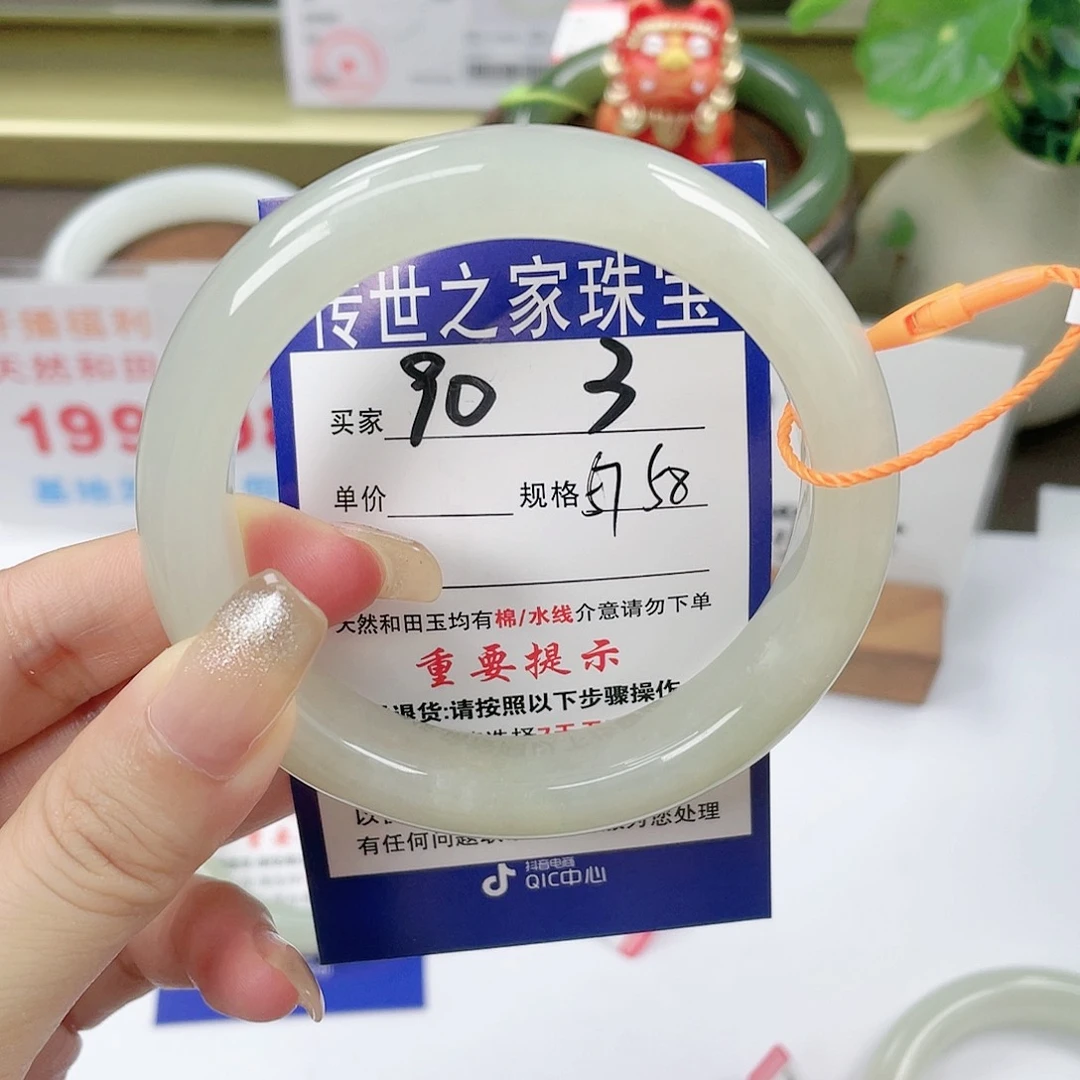 传世之家珠宝
买家 90 3
单价 规格 57 58
天然和田玉均有棉/水线介意请勿下单
重要提示
退货:请按照以下步骤操作
有任何问题
您处理
抖音电商
QIC中心
天然和田
199